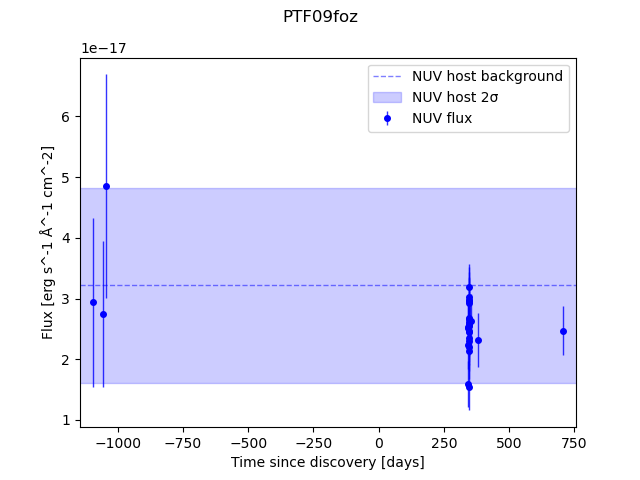 PTF09foz
1e−17
NUV host background
NUV host 2σ
NUV flux
6
5
4
3
2
1
Flux [erg s^-1 Å^-1 cm^-2]
−1000 −750 −500 −250 0 250 500 750
Time since discovery [days]